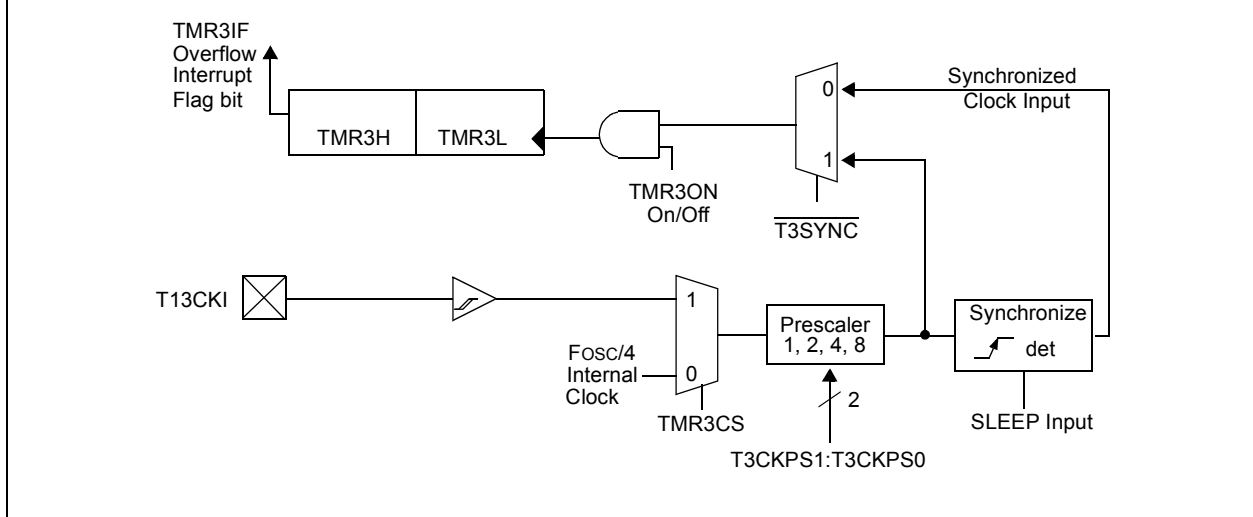 TMR3IF
Overflow
Interrupt
Flag bit
TMR3H
TMR3L
TMR3ON
On/Off
0
1
T3SYNC
Synchronized
Clock Input
T13CKI
1
0
FOSC/4
Internal
Clock
TMR3CS
Prescaler
1, 2, 4, 8
2
T3CKPS1:T3CKPS0
Synchronize
det
SLEEP Input